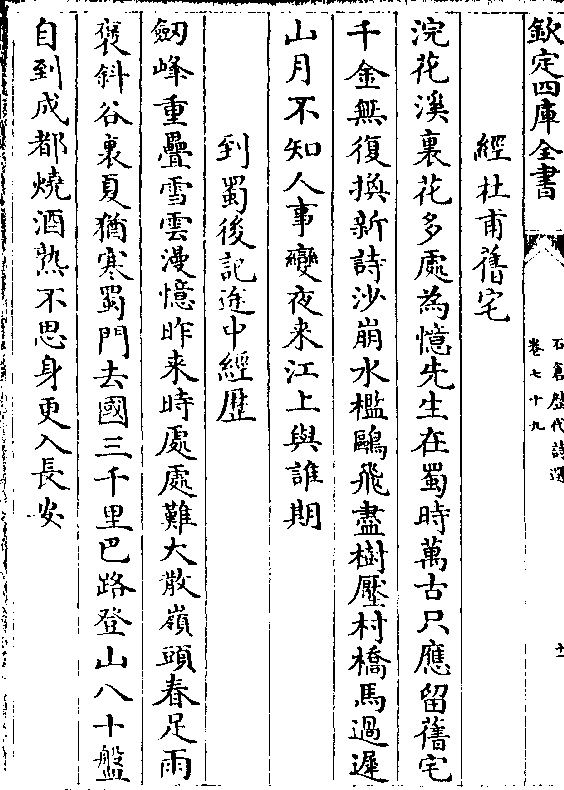 欽定四庫全書
石倉歷代詩選
卷七十九
十
經杜甫舊宅
浣花溪裏花多處為憶先生在蜀時萬古只應留舊宅
千金無復換新詩沙崩水檻鷗飛盡樹壓村橋馬過遲
山月不知人事變夜来江上與誰期
到蜀後記途中經歷
劒峰重疊雪雲漫憶昨来時處處難大散嶺頭春足雨
褒斜谷裏夏猶寒蜀門去國三千里巴路登山八十盤
自到成都燒酒熟不思身更入長安